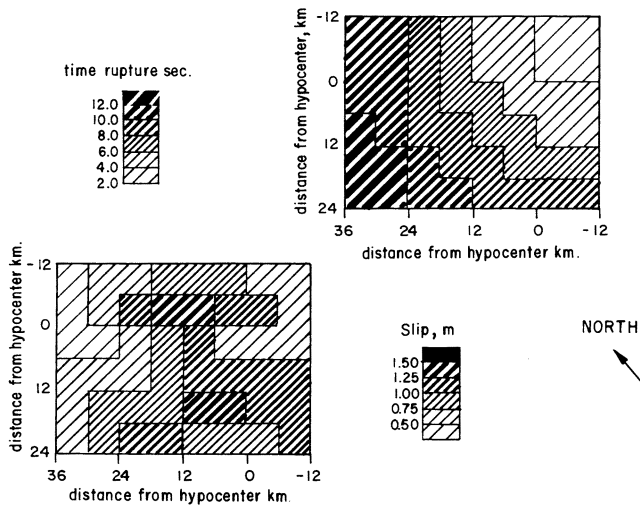 time rupture sec.
12.0
10.0
8.0
6.0
4.0
2.0
distance from hypocenter, km
-12
0
12
24
36 24 12 0 -12
distance from hypocenter km.
distance from hypocenter km.
-12
0
12
24
36 24 12 0 -12
distance from hypocenter km.
Slip, m
1.50
1.25
1.00
0.75
0.50
NORTH